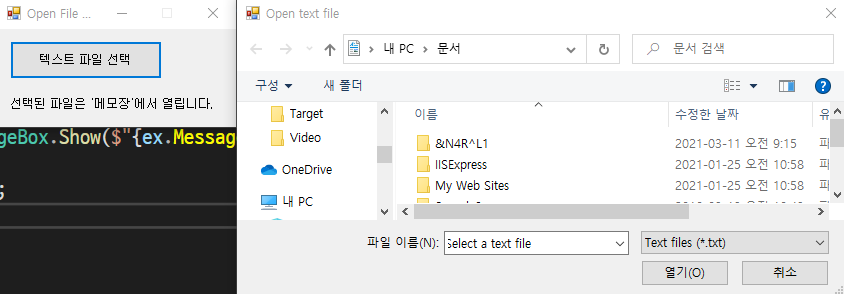 Open File ...
텍스트 파일 선택
선택된 파일은 '메모장'에서 열립니다.
geBox.Show($"{ex.Message
;
Open text file
내 PC
문서
문서 검색
구성
새 폴더
Target
Video
OneDrive
내 PC
이름
수정한 날짜
유
&N4R^L1
2021-03-11 오전 9:15
파
IISExpress
2021-01-25 오전 10:58
파
My Web Sites
2021-01-25 오전 10:58
파
파일 이름(N):
Select a text file
Text files (*.txt)
열기(O)
취소